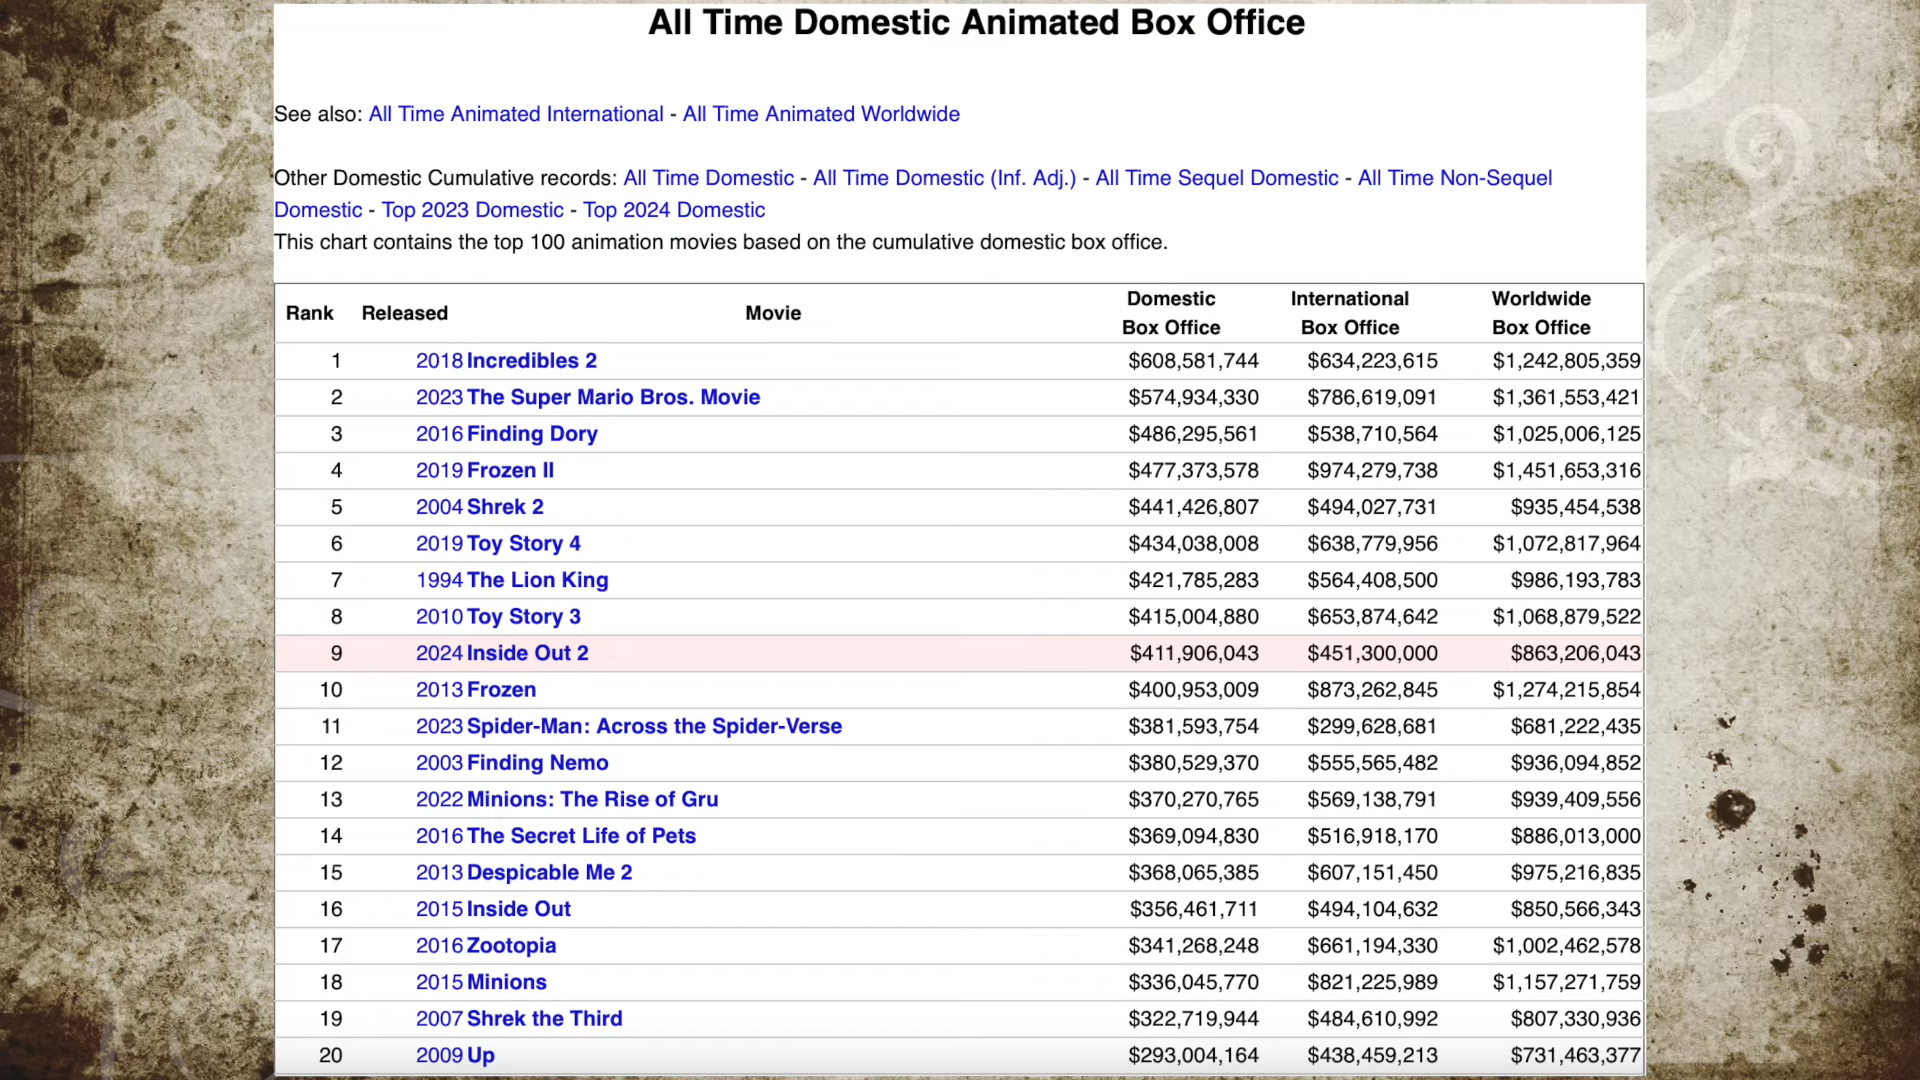 All Time Domestic Animated Box Office
See also: All Time Animated International - All Time Animated Worldwide
Other Domestic Cumulative records: All Time Domestic - All Time Domestic (Inf. Adj.) - All Time Sequel Domestic - All Time Non-Sequel
Domestic - Top 2023 Domestic - Top 2024 Domestic
This chart contains the top 100 animation movies based on the cumulative domestic box office.
Rank Released Movie Domestic Box Office International Box Office Worldwide Box Office
1 2018 Incredibles 2 $608,581,744 $634,223,615 $1,242,805,359
2 2023 The Super Mario Bros. Movie $574,934,330 $786,619,091 $1,361,553,421
3 2016 Finding Dory $486,295,561 $538,710,564 $1,025,006,125
4 2019 Frozen II $477,373,578 $974,279,738 $1,451,653,316
5 2004 Shrek 2 $441,426,807 $494,027,731 $935,454,538
6 2019 Toy Story 4 $434,038,008 $638,779,956 $1,072,817,964
7 1994 The Lion King $421,785,283 $564,408,500 $986,193,783
8 2010 Toy Story 3 $415,004,880 $653,874,642 $1,068,879,522
9 2024 Inside Out 2 $411,906,043 $451,300,000 $863,206,043
10 2013 Frozen $400,953,009 $873,262,845 $1,274,215,854
11 2023 Spider-Man: Across the Spider-Verse $381,593,754 $299,628,681 $681,222,435
12 2003 Finding Nemo $380,529,370 $555,565,482 $936,094,852
13 2022 Minions: The Rise of Gru $370,270,765 $569,138,791 $939,409,556
14 2016 The Secret Life of Pets $369,094,830 $516,918,170 $886,013,000
15 2013 Despicable Me 2 $368,065,385 $607,151,450 $975,216,835
16 2015 Inside Out $356,461,711 $494,104,632 $850,566,343
17 2016 Zootopia $341,268,248 $661,194,330 $1,002,462,578
18 2015 Minions $336,045,770 $821,225,989 $1,157,271,759
19 2007 Shrek the Third $322,719,944 $484,610,992 $807,330,936
20 2009 Up $293,004,164 $438,459,213 $731,463,377